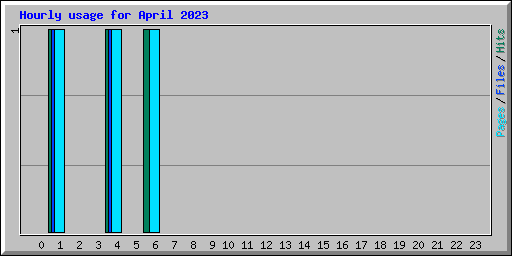 Hourly usage for April 2023
1
Pages/Files/Hits
0 1 2 3 4 5 6 7 8 9 10 11 12 13 14 15 16 17 18 19 20 21 22 23